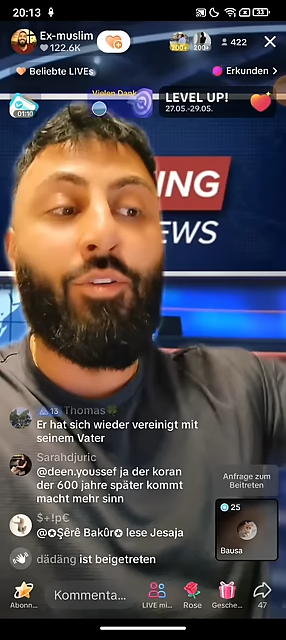 20:13
33
Ex-muslim
122.6K
200+
200+
422
Beliebte LIVEs
Erkunden >
Vielen Dank
01:10
LEVEL UP!
27.05.-29.05.
ING
EWS
13 Thomas
Er hat sich wieder vereinigt mit
seinem Vater
Sarahdjuric
@deen.youssef ja der koran
der 600 jahre später kommt
macht mehr sinn
Anfrage zum
Beitreten
25
Bausa
$+!p€
@✪Şêrê Bakûr✪ lese Jesaja
dädäng ist beigetreten
Abonn...
Kommenta...
LIVE mi...
Rose
Gesche...
47